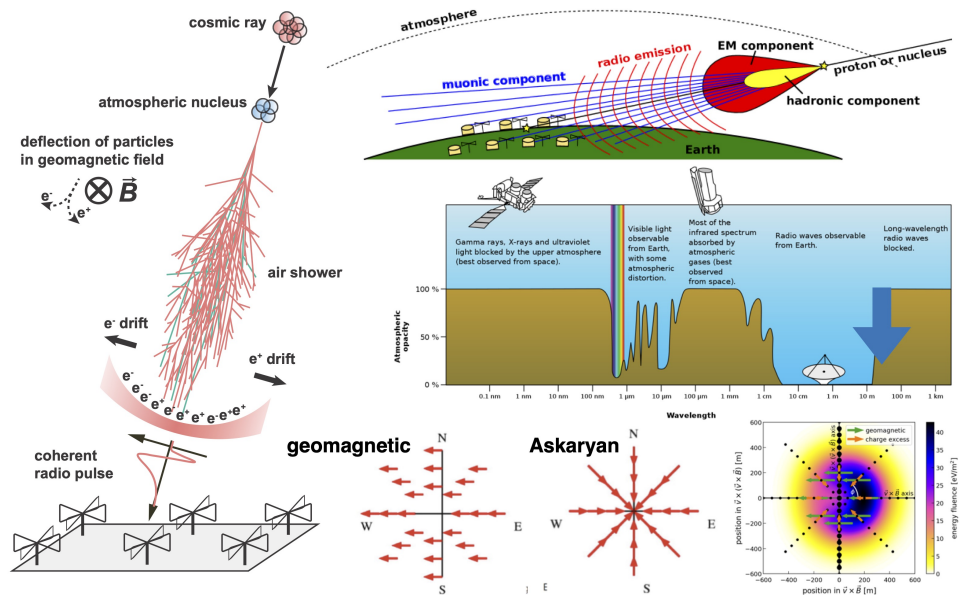 cosmic ray
atmospheric nucleus
deflection of particles
in geomagnetic field
B
e-
e+
air shower
e- drift
e+ drift
e-
e-
e-
e+
e-
e+
e+
e-
e+
e+
coherent
radio pulse
atmosphere
radio emission
EM component
proton or nucleus
muonic component
hadronic component
Earth
Gamma rays, X-rays and ultraviolet
light blocked by the upper atmosphere
(best observed from space).
Visible light
observable
from Earth,
with some
atmospheric
distortion.
Most of the
infrared spectrum
absorbed by
atmospheric
gases (best
observed
from space).
Radio waves observable
from Earth.
Long-wavelength
radio waves
blocked.
Atmospheric
opacity
100 %
50 %
0 %
0.1 nm
1 nm
10 nm
100 nm
1 µm
10 µm
100 µm
1 mm
1 cm
10 cm
1 m
10 m
100 m
1 km
Wavelength
geomagnetic
N
W
E
S
Askaryan
N
W
E
S
E
geomagnetic
charge excess
v⃗ × (v⃗ × B⃗) axis
v⃗ × B⃗ axis
position in v⃗ × (v⃗ × B⃗) [m]
600
400
200
0
−200
−400
−600
−600
−400
−200
0
200
400
600
position in v⃗ × B⃗ [m]
40
35
30
25
20
15
10
5
0
energy fluence [eV/m²]